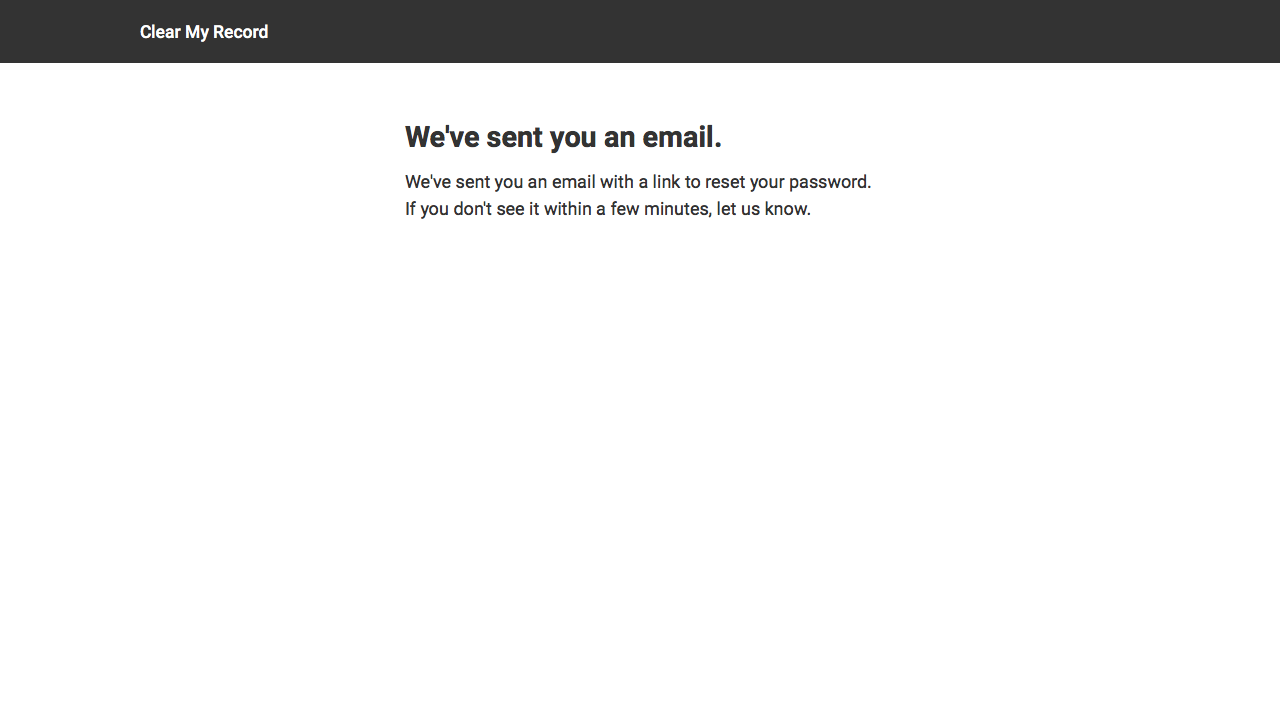 Clear My Record
We've sent you an email.
We've sent you an email with a link to reset your password.
If you don't see it within a few minutes, let us know.